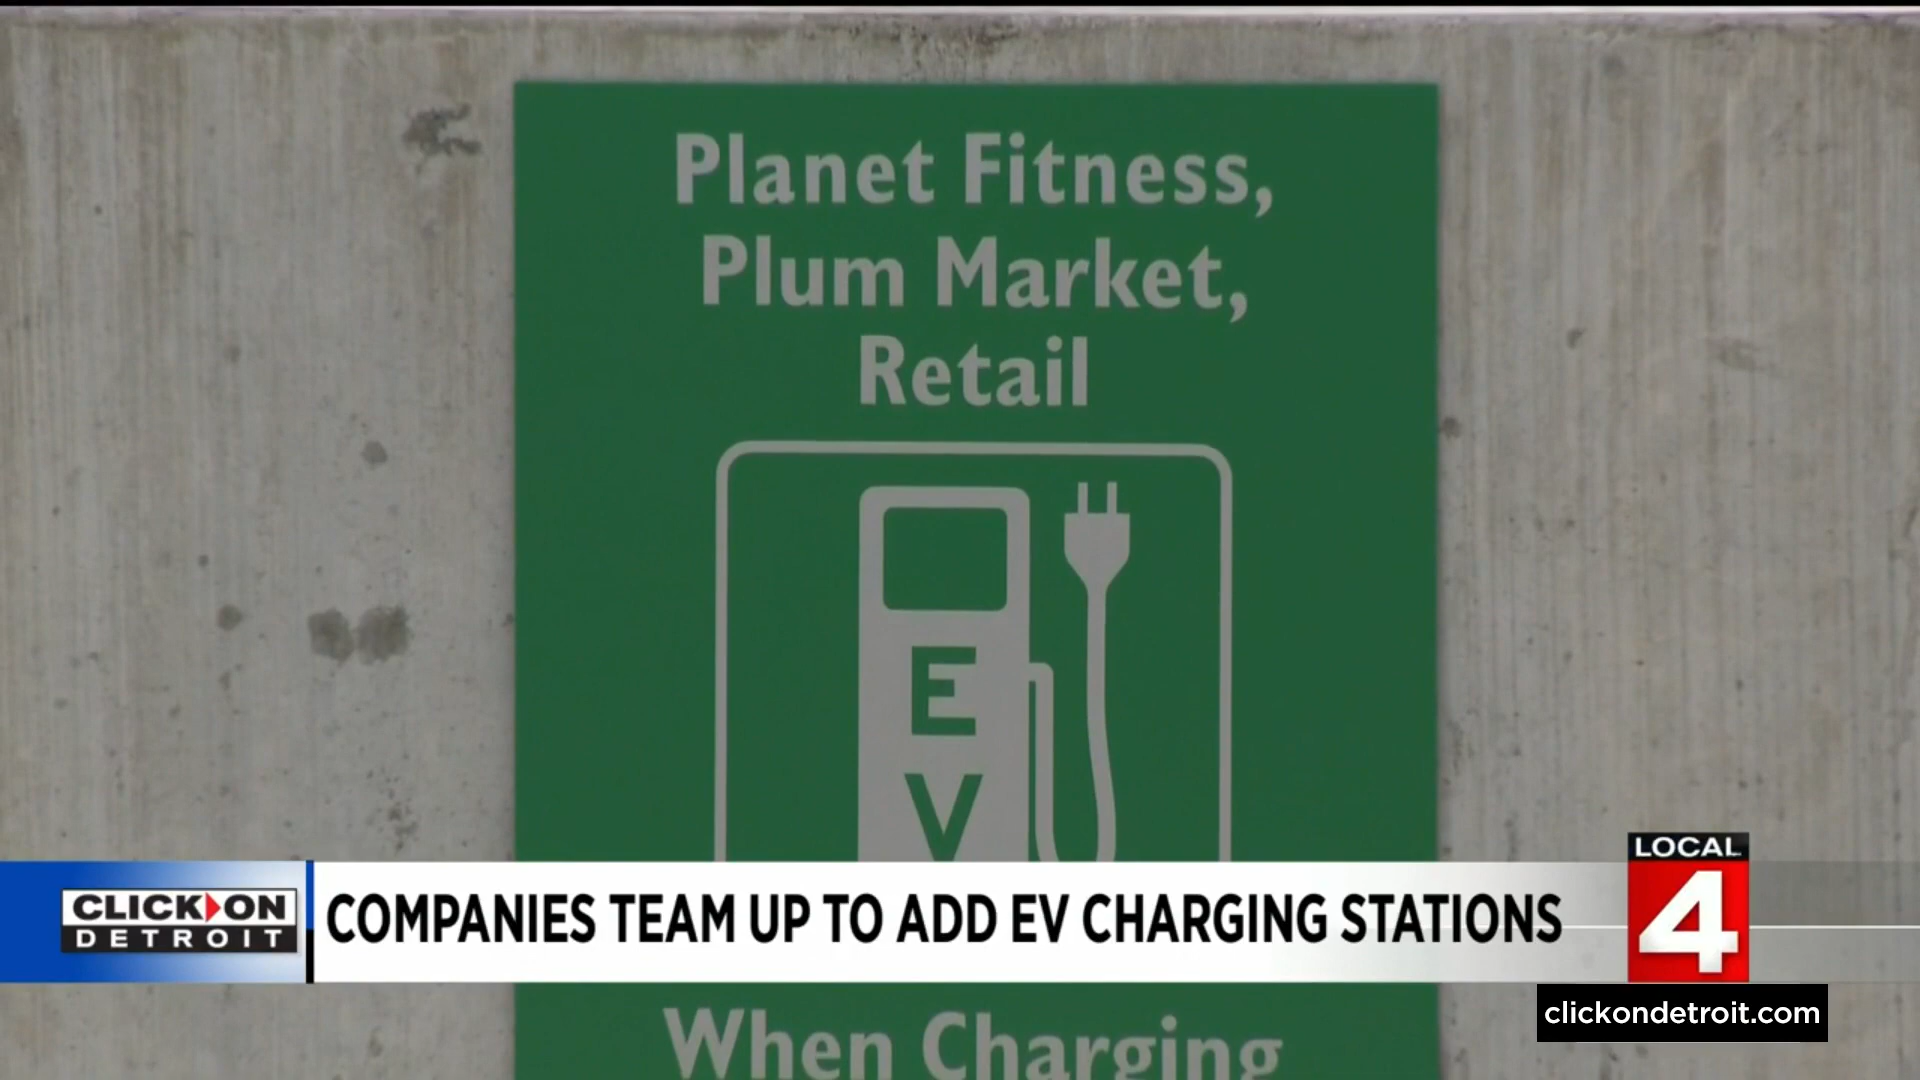 Planet Fitness,
Plum Market,
Retail
E
V
CLICK ON
DETROIT
COMPANIES TEAM UP TO ADD EV CHARGING STATIONS
LOCAL
4
clickondetroit.com
When Charging